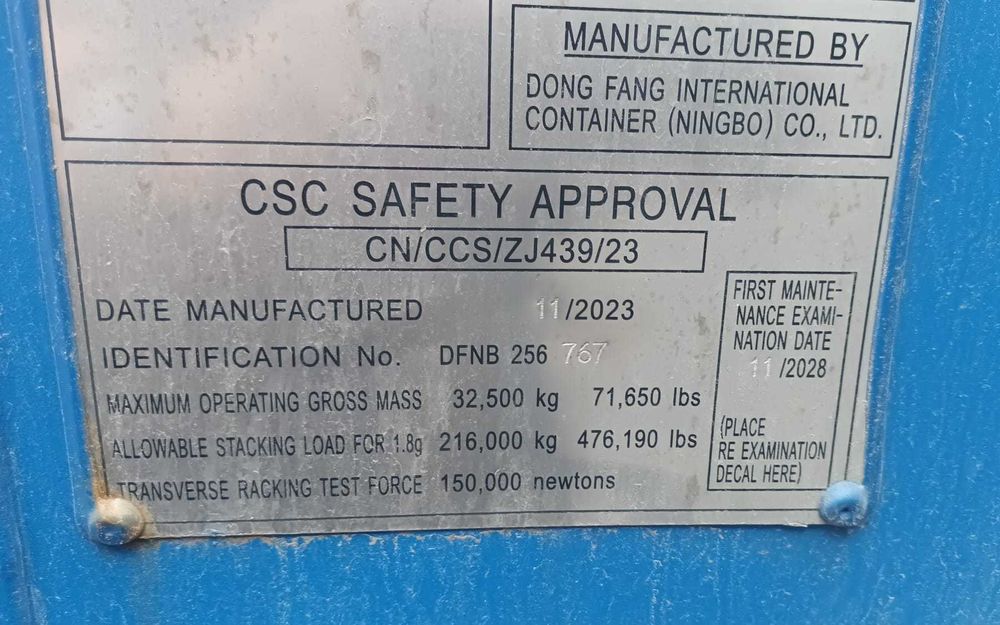 MANUFACTURED BY
DONG FANG INTERNATIONAL
CONTAINER (NINGBO) CO., LTD.
CSC SAFETY APPROVAL
CN/CCS/ZJ439/23
DATE MANUFACTURED 11/2023
IDENTIFICATION No. DFNB 256 767
MAXIMUM OPERATING GROSS MASS 32,500 kg 71,650 lbs
ALLOWABLE STACKING LOAD FOR 1.8g 216,000 kg 476,190 lbs
TRANSVERSE RACKING TEST FORCE 150,000 newtons
FIRST MAINTE-
NANCE EXAMI-
NATION DATE
11 /2028
(PLACE
RE EXAMINATION
DECAL HERE)